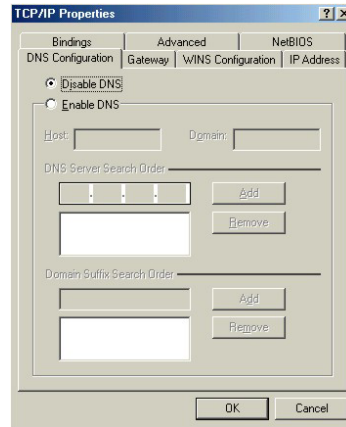 TCP/IP Properties
Bindings Advanced NetBIOS
DNS Configuration Gateway WINS Configuration IP Address
Disable DNS
Enable DNS
Host: Domain:
DNS Server Search Order
. . . Add
Remove
Domain Suffix Search Order
Add
Remove
OK Cancel